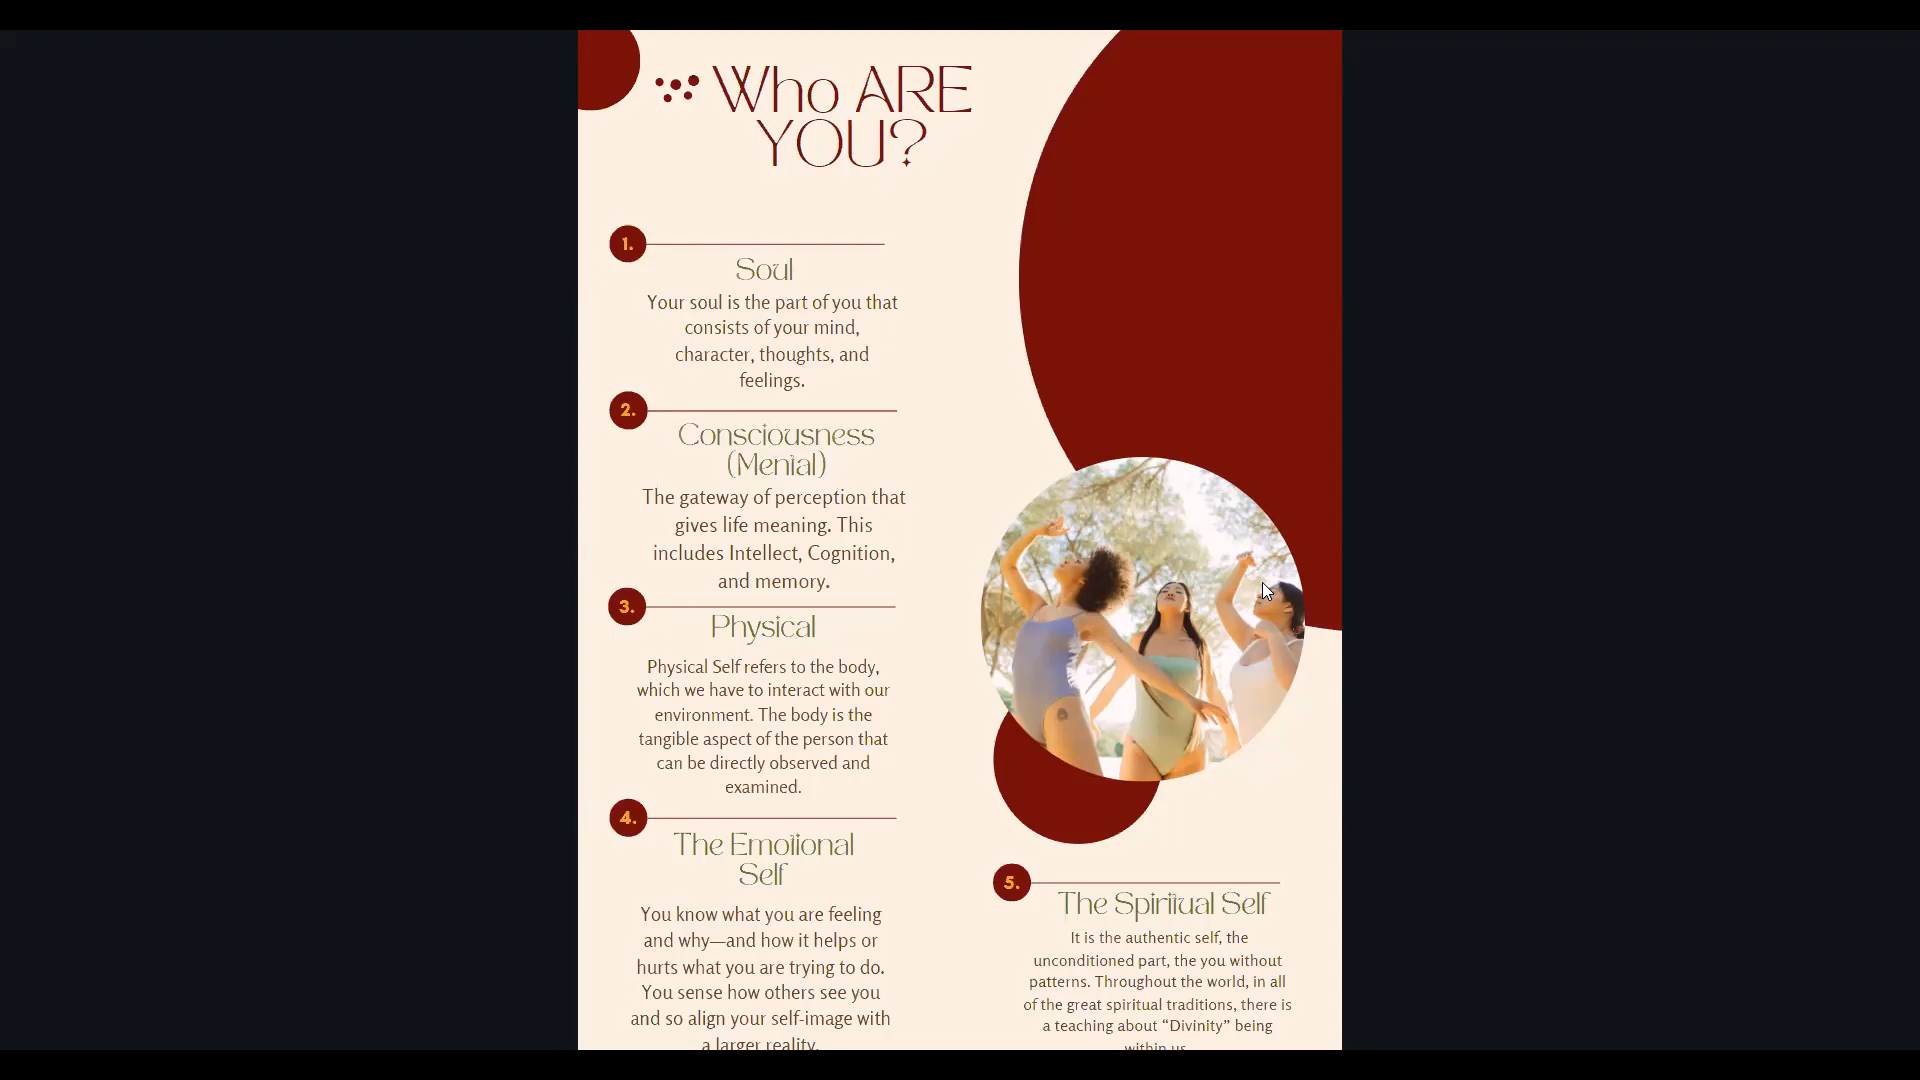 Who ARE
YOU?
1.
Soul
Your soul is the part of you that
consists of your mind,
character, thoughts, and
feelings.
2.
Consciousness
(Mental)
The gateway of perception that
gives life meaning. This
includes Intellect, Cognition,
and memory.
3.
Physical
Physical Self refers to the body,
which we have to interact with our
environment. The body is the
tangible aspect of the person that
can be directly observed and
examined.
4.
The Emotional
Self
You know what you are feeling
and why—and how it helps or
hurts what you are trying to do.
You sense how others see you
and so align your self-image with
a larger reality.
5.
The Spiritual Self
It is the authentic self, the
unconditioned part, the you without
patterns. Throughout the world, in all
of the great spiritual traditions, there is
a teaching about “Divinity” being
within us